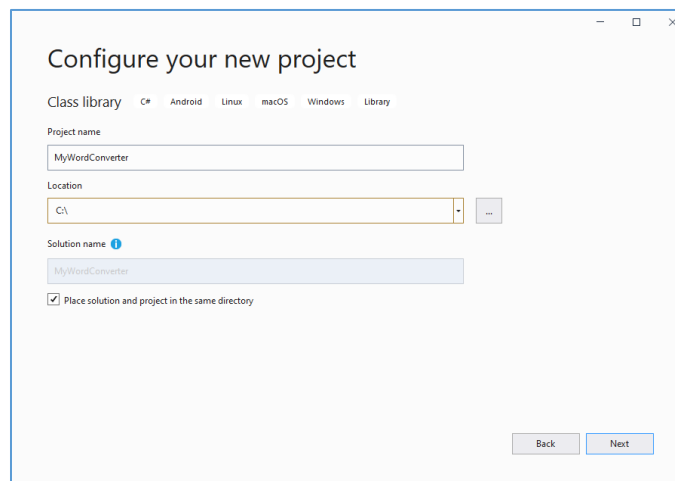 Configure your new project
Class library C# Android Linux macOS Windows Library
Project name
MyWordConverter
Location
C:\
...
Solution name
MyWordConverter
Place solution and project in the same directory
Back Next